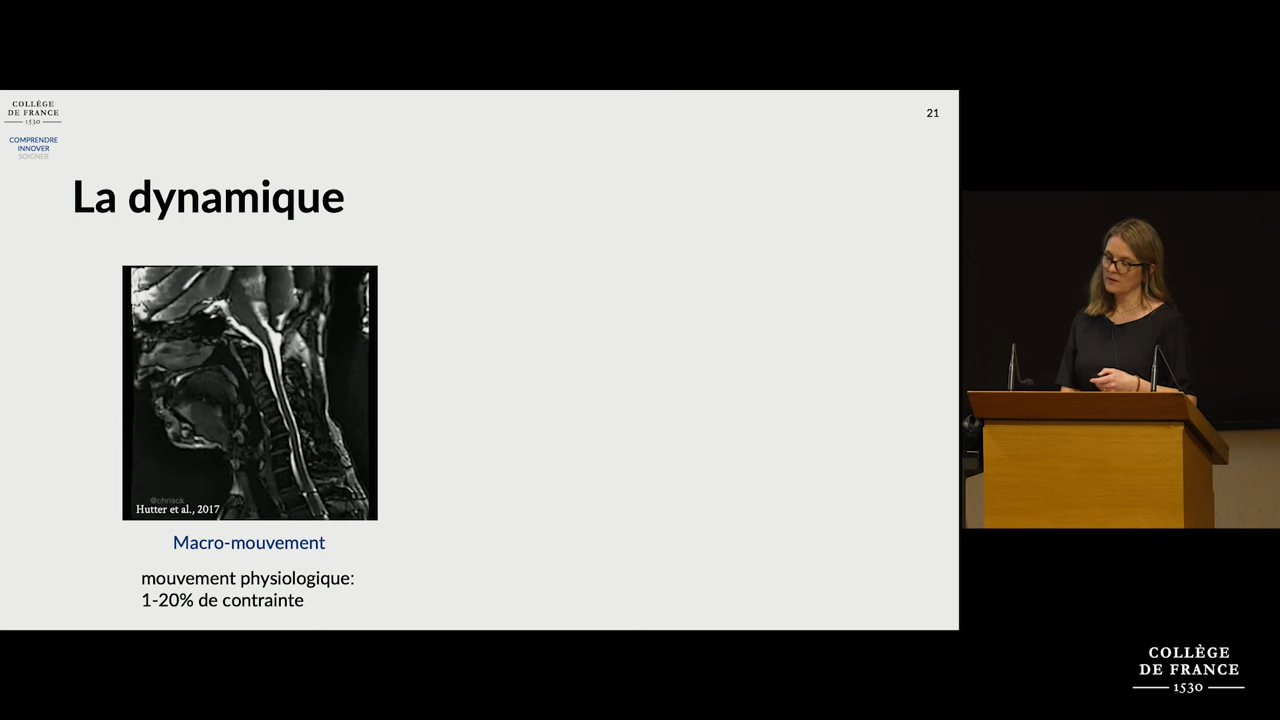 COLLÈGE
DE FRANCE
1530
COMPRENDRE
INNOVER
SOIGNER
21
La dynamique
@chrisck
Hutter et al., 2017
Macro-mouvement
mouvement physiologique:
1-20% de contrainte
COLLÈGE
DE FRANCE
1530